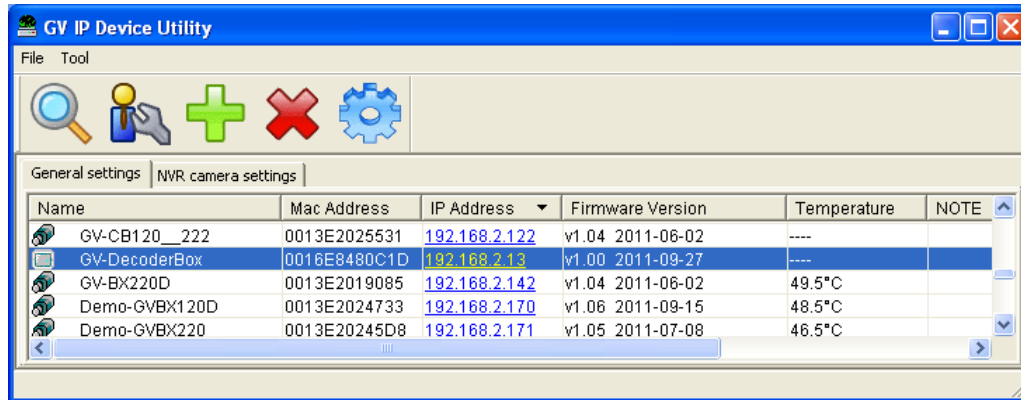 GV IP Device Utility
File Tool
General settings NVR camera settings
Name Mac Address IP Address Firmware Version Temperature NOTE
GV-CB120__222 0013E2025531 192.168.2.122 v1.04 2011-06-02 ----
GV-DecoderBox 0016E8480C1D 192.168.2.13 v1.00 2011-09-27 ----
GV-BX220D 0013E2019085 192.168.2.142 v1.04 2011-06-02 49.5°C
Demo-GVBX120D 0013E2024733 192.168.2.170 v1.06 2011-09-15 48.5°C
Demo-GVBX220 0013E20245D8 192.168.2.171 v1.05 2011-07-08 46.5°C